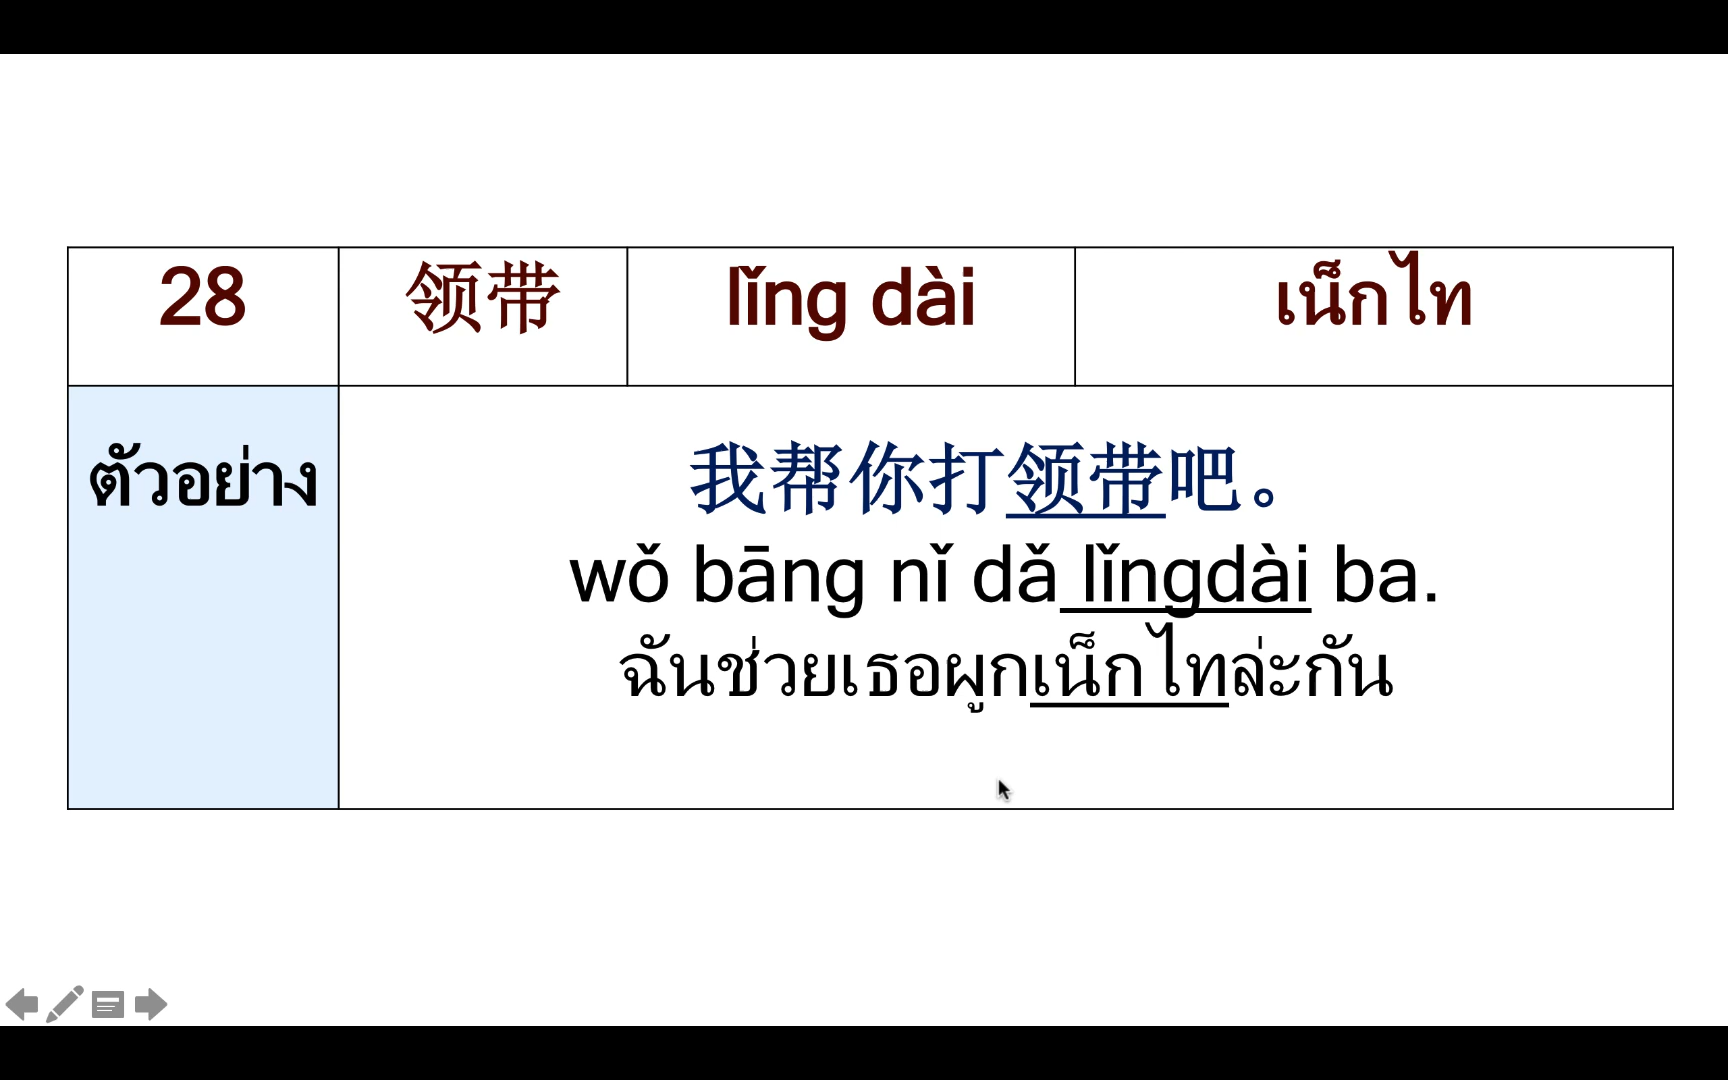 28 领带 lǐng dài เน็กไท
ตัวอย่าง
我帮你打领带吧。
wǒ bāng nǐ dǎ lǐngdài ba.
ฉันช่วยเธอผูกเน็กไทล่ะกัน